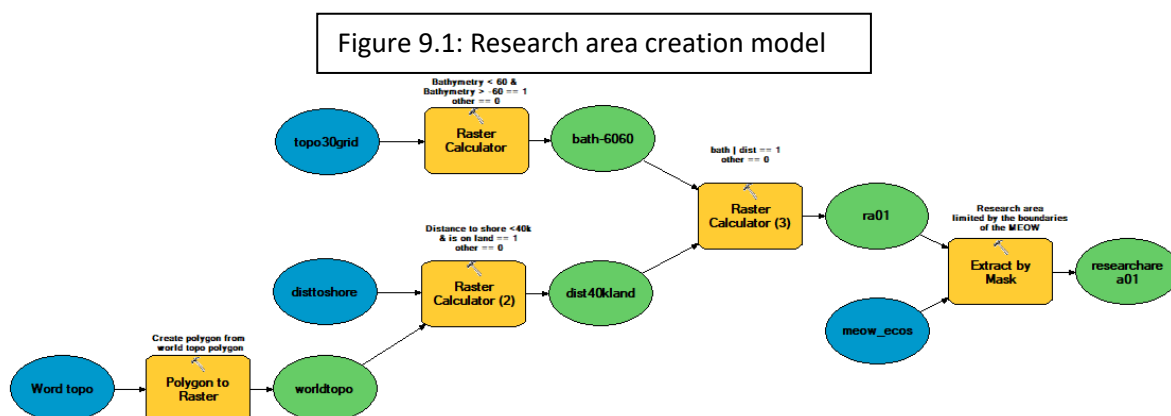 Figure 9.1: Research area creation model
Bathymetry < 60 &
Bathymetry > -60 == 1
other == 0
topo30grid
Raster
Calculator
bath-6060
bath | dist == 1
other == 0
Raster
Calculator (3)
ra01
Research area
limited by the boundaries
of the MEOW
Extract by
Mask
researchare
a01
Distance to shore <40k
& is on land == 1
other == 0
disttoshore
Raster
Calculator (2)
dist40kland
meow_ecos
Create polygon from
world topo polygon
Word topo
Polygon to
Raster
worldtopo